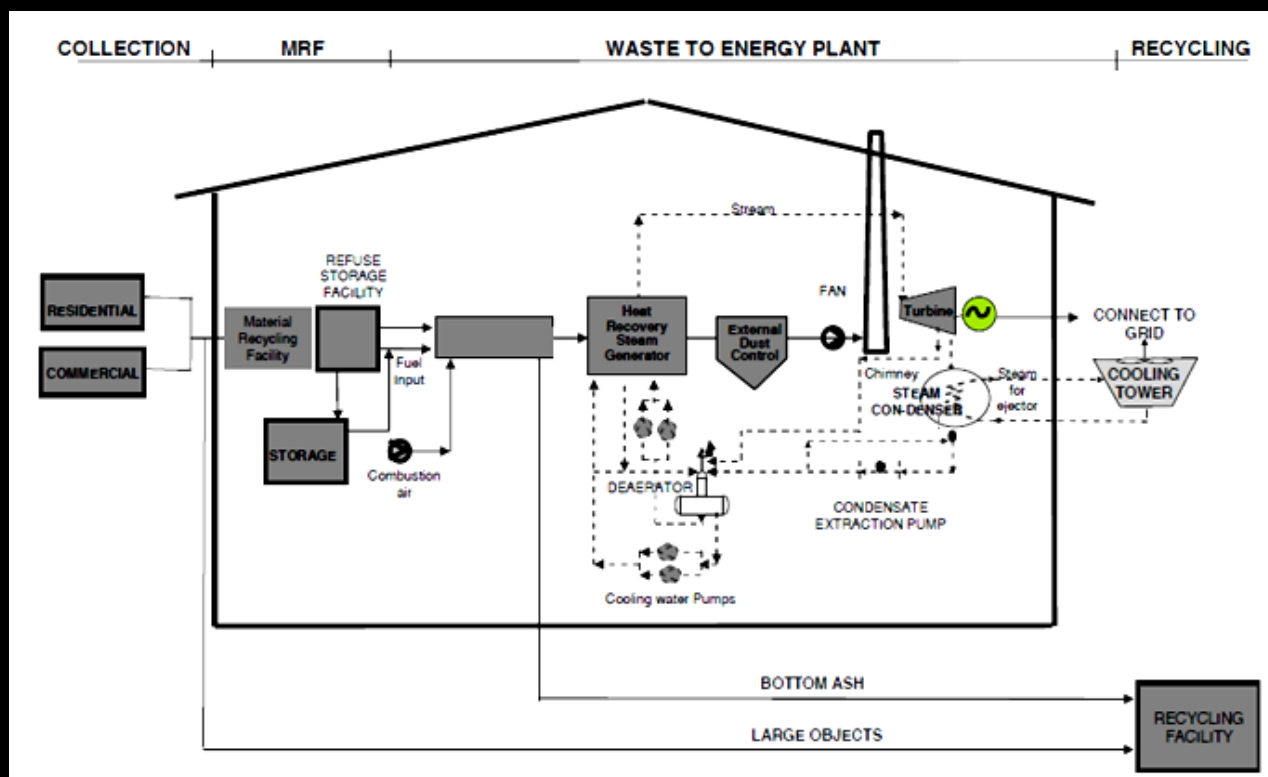 COLLECTION
MRF
WASTE TO ENERGY PLANT
RECYCLING
Stream
REFUSE
STORAGE
FACILITY
RESIDENTIAL
COMMERCIAL
Material
Recycling
Facility
Fuel
Input
STORAGE
Combustion
air
Heat
Recovery
Steam
Generator
External
Dust
Control
FAN
Chimney
Turbine
CONNECT TO
GRID
STEAM
CON-DENSER
Steam
for
ejector
COOLING
TOWER
DEAERATOR
CONDENSATE
EXTRACTION PUMP
Cooling water Pumps
BOTTOM ASH
LARGE OBJECTS
RECYCLING
FACILITY